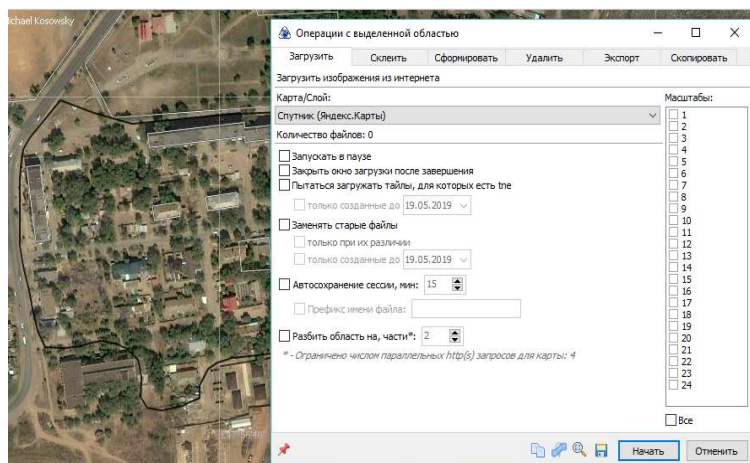 Michael Kosowsky
Операции с выделенной областью
Загрузить Склеить Сформировать Удалить Экспорт Скопировать
Загрузить изображения из интернета
Карта/Слой:
Спутник (Яндекс.Карты)
Количество файлов: 0
Запускать в паузе
Закрыть окно загрузки после завершения
Пытаться загружать тайлы, для которых есть tne
только созданные до 19.05.2019
Заменять старые файлы
только при их различии
только созданные до 19.05.2019
Автосохранение сессии, мин: 15
Префикс имени файла:
Разбить область на, части*: 2
* - Ограничено числом параллельных http(s) запросов для карты: 4
Масштабы:
1
2
3
4
5
6
7
8
9
10
11
12
13
14
15
16
17
18
19
20
21
22
23
24
Все
Начать Отменить